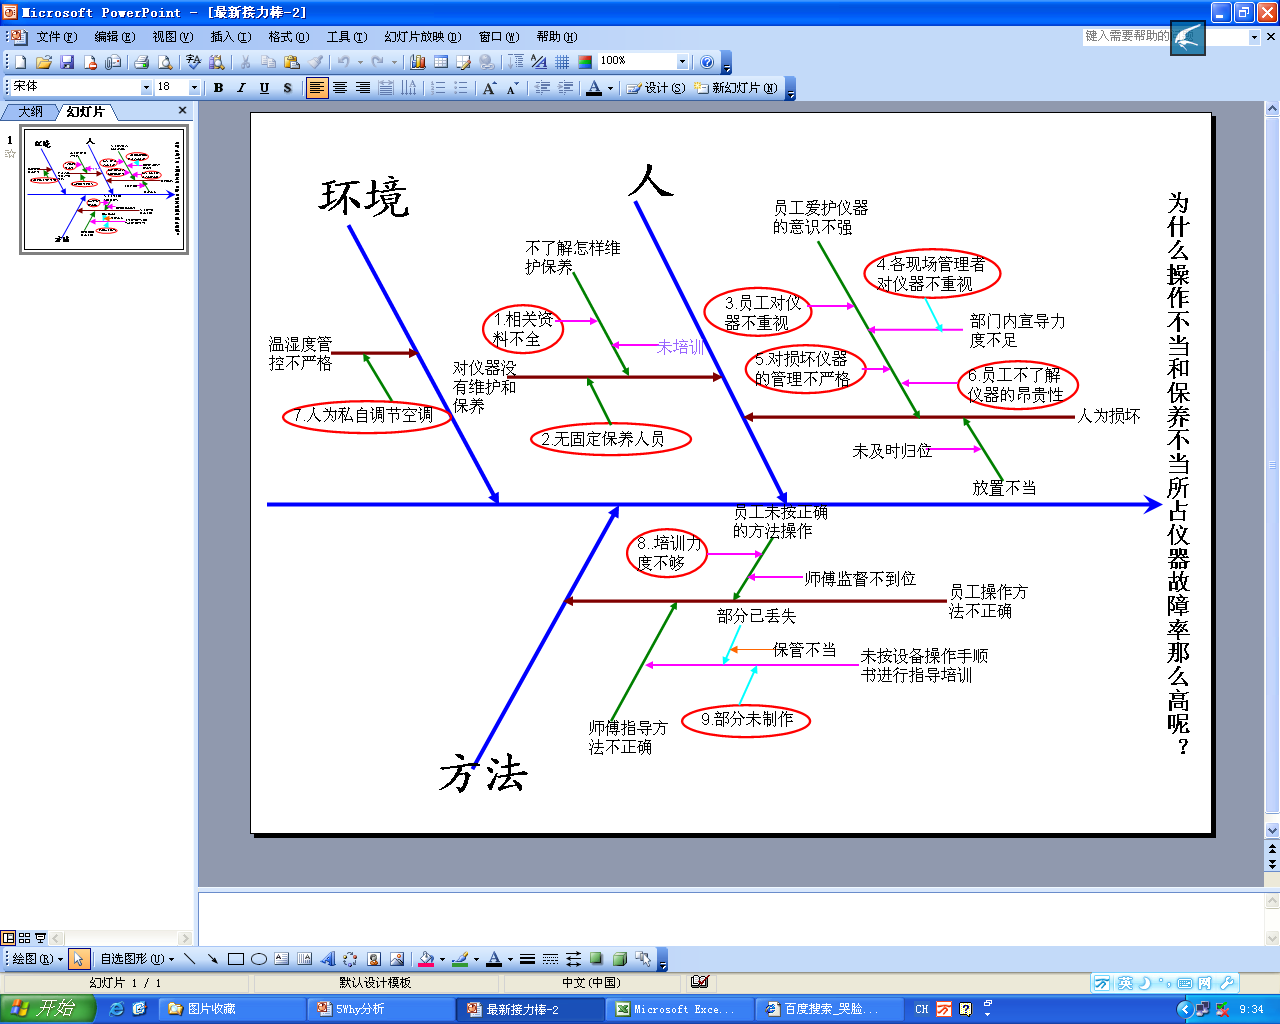 Microsoft PowerPoint - [最新接力棒-2]
文件(F) 编辑(E) 视图(V) 插入(I) 格式(O) 工具(T) 幻灯片放映(D) 窗口(W) 帮助(H)
键入需要帮助的
100%
宋体 18 B I U S 设计(S) 新幻灯片(N)
大纲 幻灯片
1
环境
人
员工爱护仪器
的意识不强
不了解怎样维
护保养
4.各现场管理者
对仪器不重视
1.相关资
料不全
3.员工对仪
器不重视
部门内宣导力
度不足
未培训
温湿度管
控不严格
5.对损坏仪器
的管理不严格
对仪器没
有维护和
保养
6.员工不了解
仪器的昂贵性
7.人为私自调节空调
人为损坏
2.无固定保养人员
未及时归位
放置不当
为什么操作不当和保养不当所占仪器故障率那么高呢？
员工未按正确
的方法操作
8..培训力
度不够
师傅监督不到位
员工操作方
法不正确
部分已丢失
保管不当
未按设备操作手顺
书进行指导培训
9.部分未制作
师傅指导方
法不正确
方法
绘图(R) 自选图形(U)
幻灯片 1 / 1 默认设计模板 中文(中国)
英
开始 图片收藏 5Why分析 最新接力棒-2 Microsoft Exce... 百度搜索_哭脸... CH 9:34